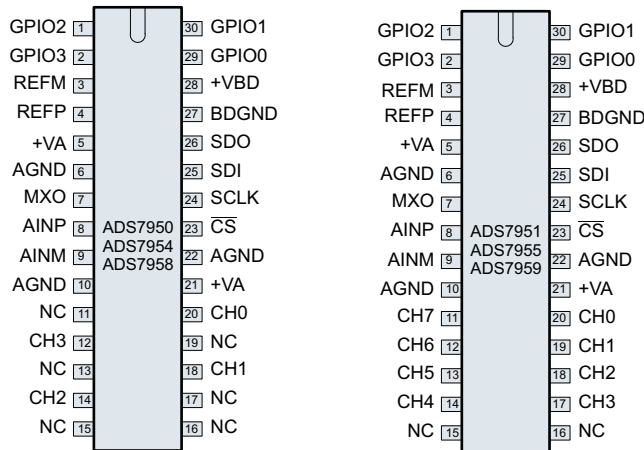 GPIO2 1 30 GPIO1
GPIO3 2 29 GPIO0
REFM 3 28 +VBD
REFP 4 27 BDGND
+VA 5 26 SDO
AGND 6 25 SDI
MXO 7 24 SCLK
AINP 8 23 CS
AINM 9 22 AGND
AGND 10 21 +VA
NC 11 20 CH0
CH3 12 19 NC
NC 13 18 CH1
CH2 14 17 NC
NC 15 16 NC
ADS7950
ADS7954
ADS7958
GPIO2 1 30 GPIO1
GPIO3 2 29 GPIO0
REFM 3 28 +VBD
REFP 4 27 BDGND
+VA 5 26 SDO
AGND 6 25 SDI
MXO 7 24 SCLK
AINP 8 23 CS
AINM 9 22 AGND
AGND 10 21 +VA
CH7 11 20 CH0
CH6 12 19 CH1
CH5 13 18 CH2
CH4 14 17 CH3
NC 15 16 NC
ADS7951
ADS7955
ADS7959